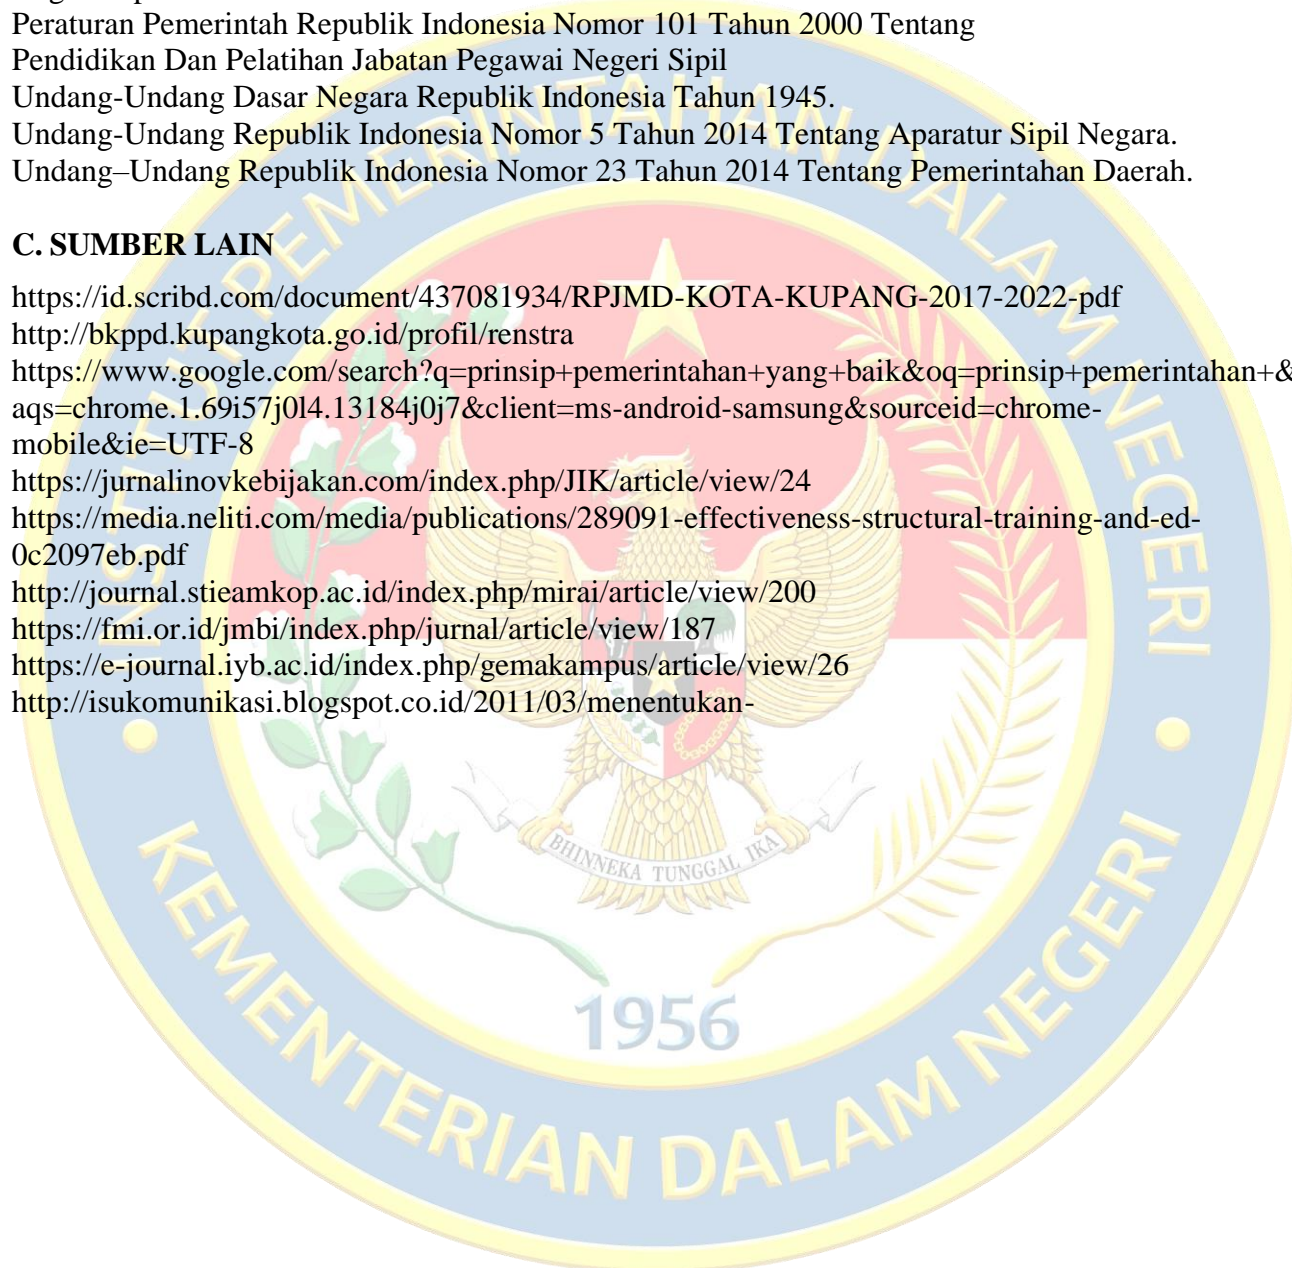 Peraturan Pemerintah Republik Indonesia Nomor 101 Tahun 2000 Tentang
Pendidikan Dan Pelatihan Jabatan Pegawai Negeri Sipil
Undang-Undang Dasar Negara Republik Indonesia Tahun 1945.
Undang-Undang Republik Indonesia Nomor 5 Tahun 2014 Tentang Aparatur Sipil Negara.
Undang–Undang Republik Indonesia Nomor 23 Tahun 2014 Tentang Pemerintahan Daerah.
C. SUMBER LAIN
https://id.scribd.com/document/437081934/RPJMD-KOTA-KUPANG-2017-2022-pdf
http://bkppd.kupangkota.go.id/profil/renstra
https://www.google.com/search?q=prinsip+pemerintahan+yang+baik&oq=prinsip+pemerintahan+&
aqs=chrome.1.69i57j0l4.13184j0j7&client=ms-android-samsung&sourceid=chrome-
mobile&ie=UTF-8
https://jurnalinovkebijakan.com/index.php/JIK/article/view/24
https://media.neliti.com/media/publications/289091-effectiveness-structural-training-and-ed-
0c2097eb.pdf
http://journal.stieamkop.ac.id/index.php/mirai/article/view/200
https://fmi.or.id/jmbi/index.php/jurnal/article/view/187
https://e-journal.iyb.ac.id/index.php/gemakampus/article/view/26
http://isukomunikasi.blogspot.co.id/2011/03/menentukan-
INSTITUT PEMERINTAHAN DALAM NEGERI
BHINNEKA TUNGGAL IKA
1956
KEMENTERIAN DALAM NEGERI